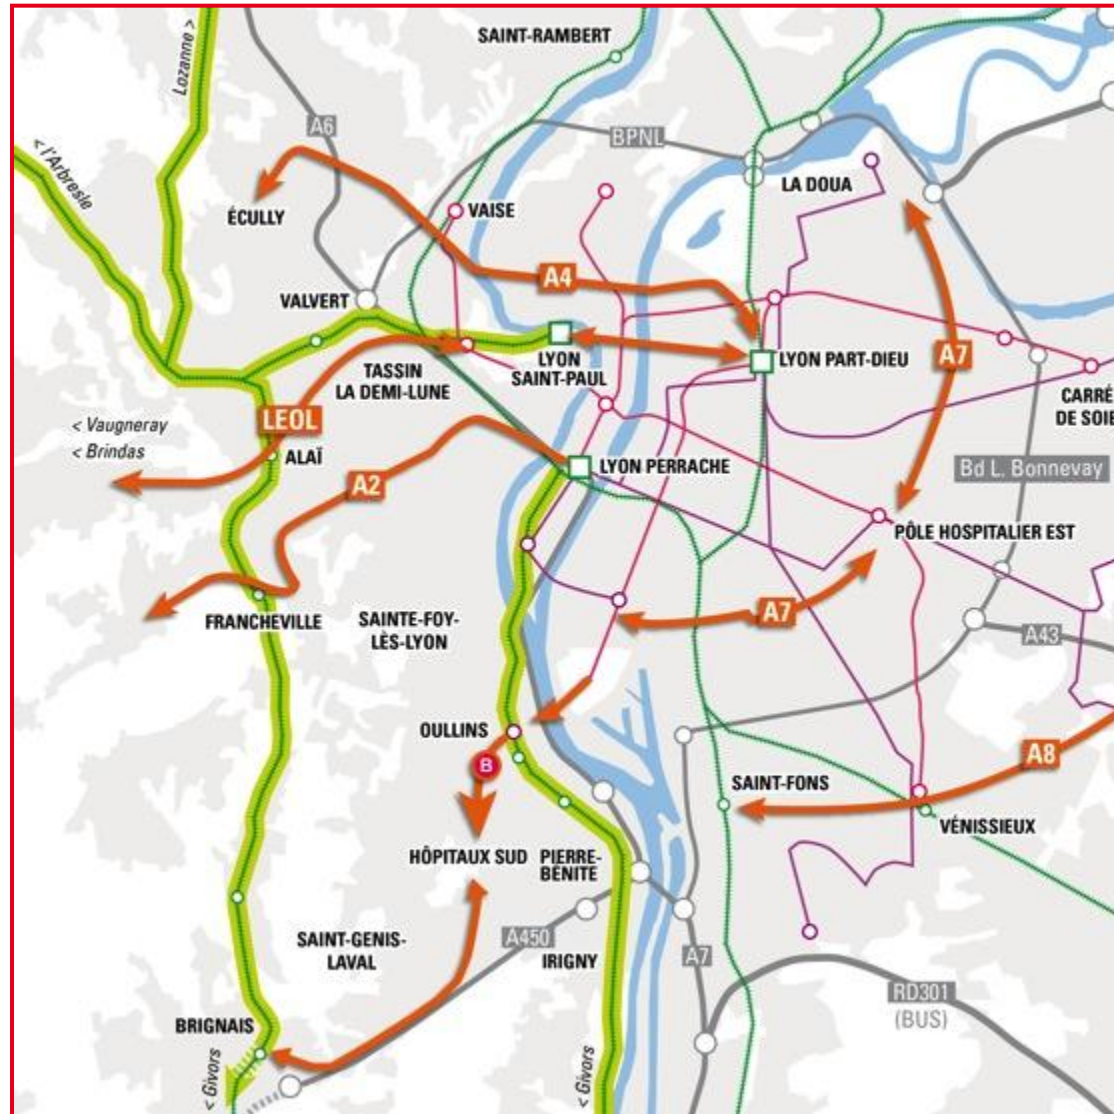 SAINT-RAMBERT
Lozanne >
A6
BPNL
< l'Arbresle
LA DOUA
ÉCULLY
VAISE
A4
VALVERT
LYON
SAINT-PAUL
LYON PART-DIEU
A7
TASSIN
LA DEMI-LUNE
CARRÉ
DE SOIE
LEOL
< Vaugneray
< Brindas
ALAÏ
LYON PERRACHE
Bd L. Bonnevay
A2
PÔLE HOSPITALIER EST
FRANCHEVILLE
SAINTE-FOY-
LÈS-LYON
A7
A43
OULLINS
B
A8
SAINT-FONS
VÉNISSIEUX
HÔPITAUX SUD
PIERRE-
BÉNITE
SAINT-GENIS-
LAVAL
A450
IRIGNY
A7
RD301
(BUS)
BRIGNAIS
< Givors
< Givors